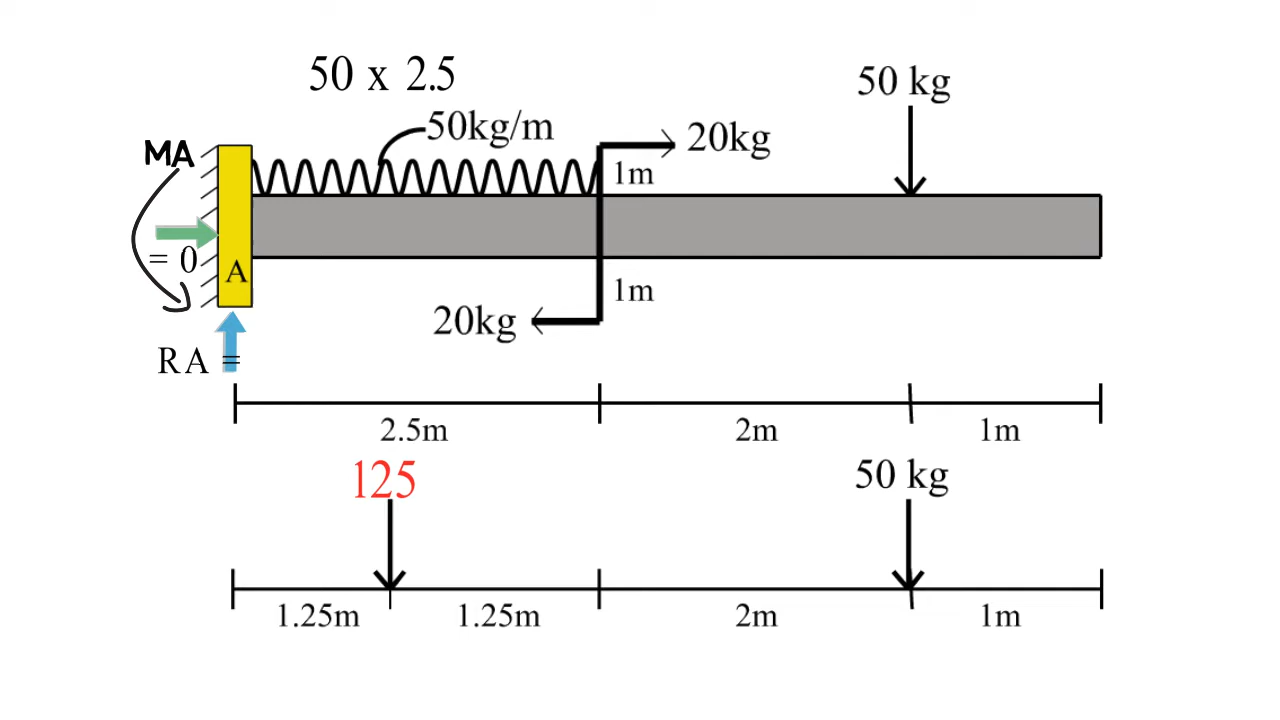 50 x 2.5
50 kg
50kg/m
20kg
MA
1m
= 0
A
1m
20kg
RA =
2.5m
2m
1m
125
50 kg
1.25m
1.25m
2m
1m